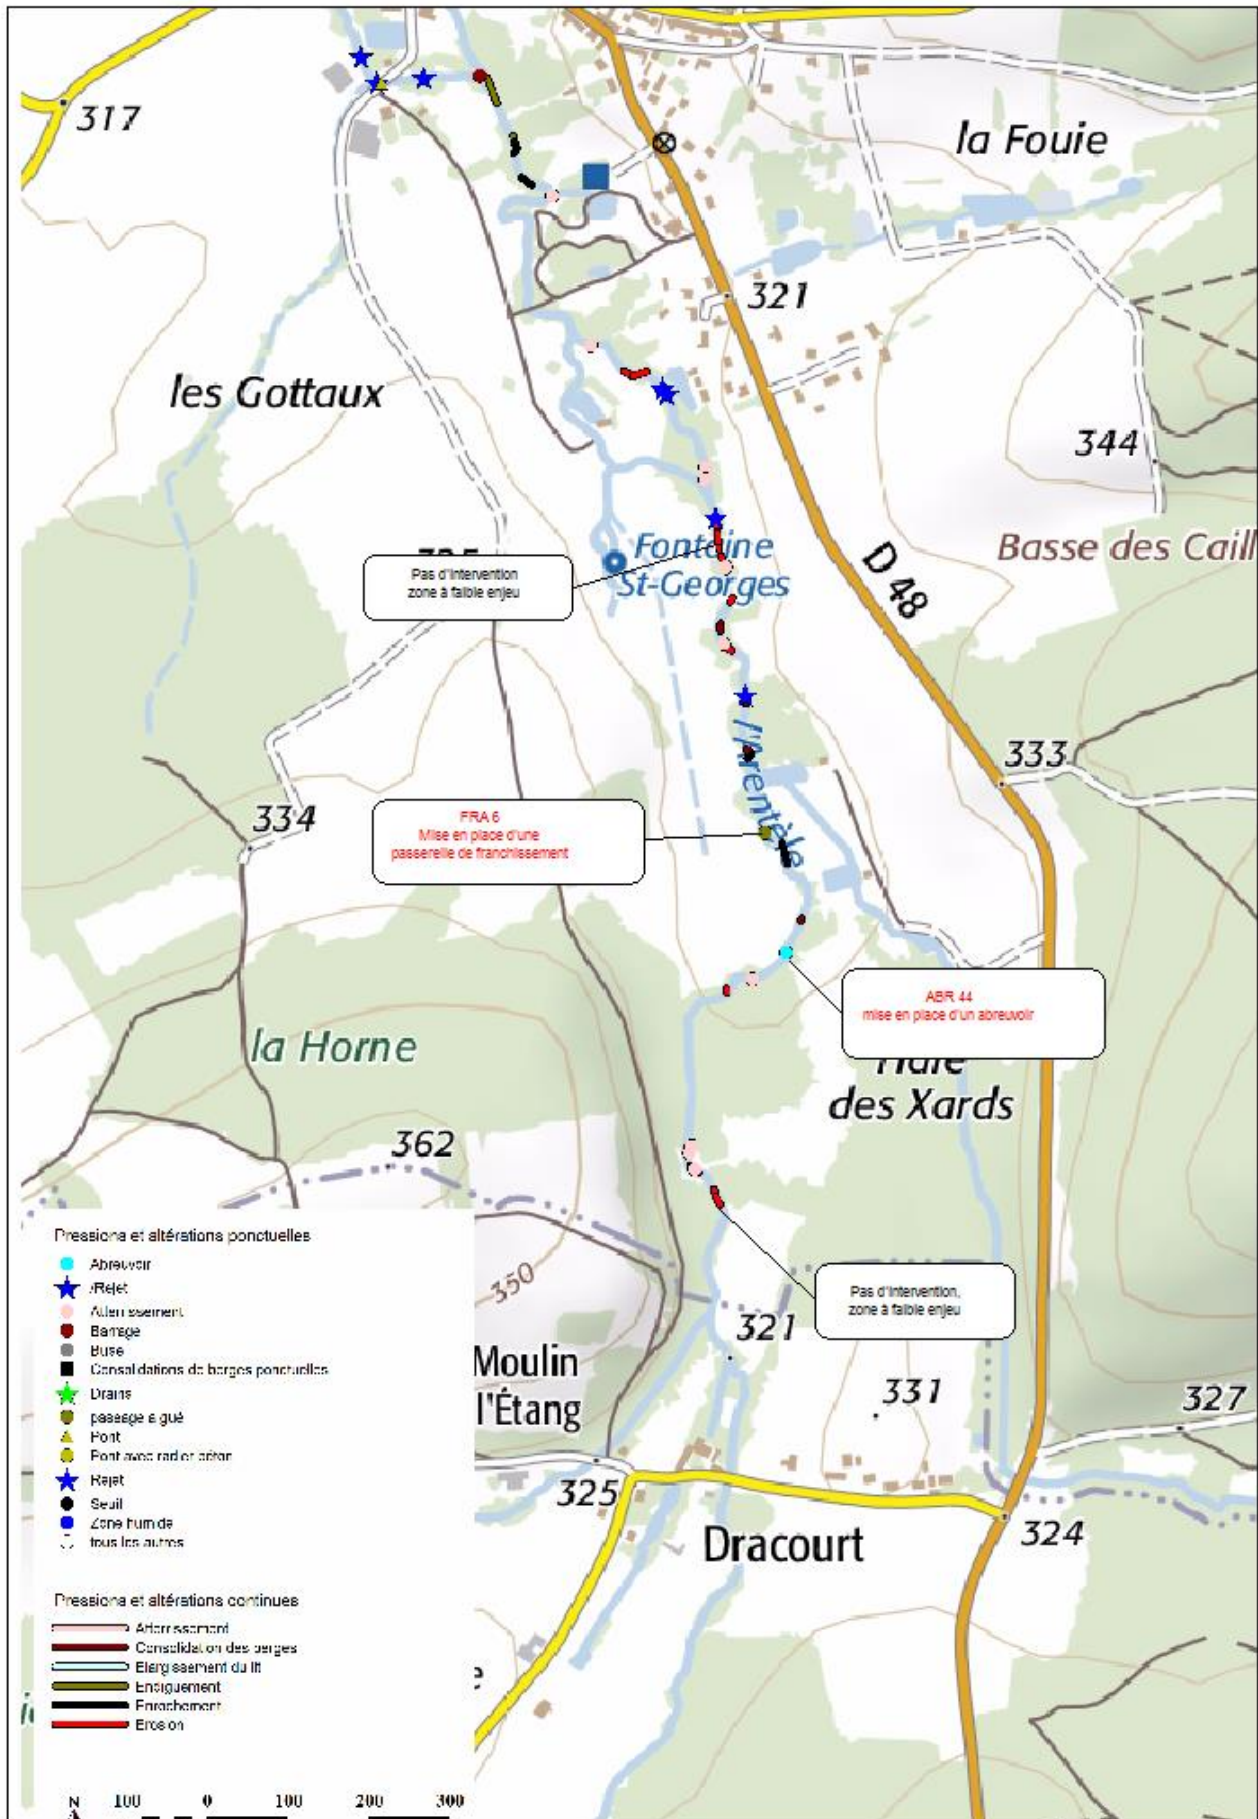 317
la Fouie
321
les Gottaux
344
Fontaine
St-Georges
Basse des Caill
D 48
Pas d'intervention
zone à faible enjeu
l'Arentèle
333
334
FRA 6
Mise en place d'une
passerelle de franchissement
ABR 44
mise en place d'un abreuvoir
la Horne
des Xards
362
350
Pas d'intervention,
zone à faible enjeu
321
Moulin
l'Étang
331
327
325
324
Dracourt
e
Pressions et altérations ponctuelles
Abreuvoir
/Rejet
Atterrissement
Barrage
Buse
Consolidations de berges ponctuelles
Drains
passage a gué
Pont
Pont avec radier béton
Rejet
Seuil
Zone humide
tous les autres
Pressions et altérations continues
Atterrissement
Consolidation des berges
Elargissement du lit
Endiguement
Enrochement
Erosion
N 100 0 100 200 300